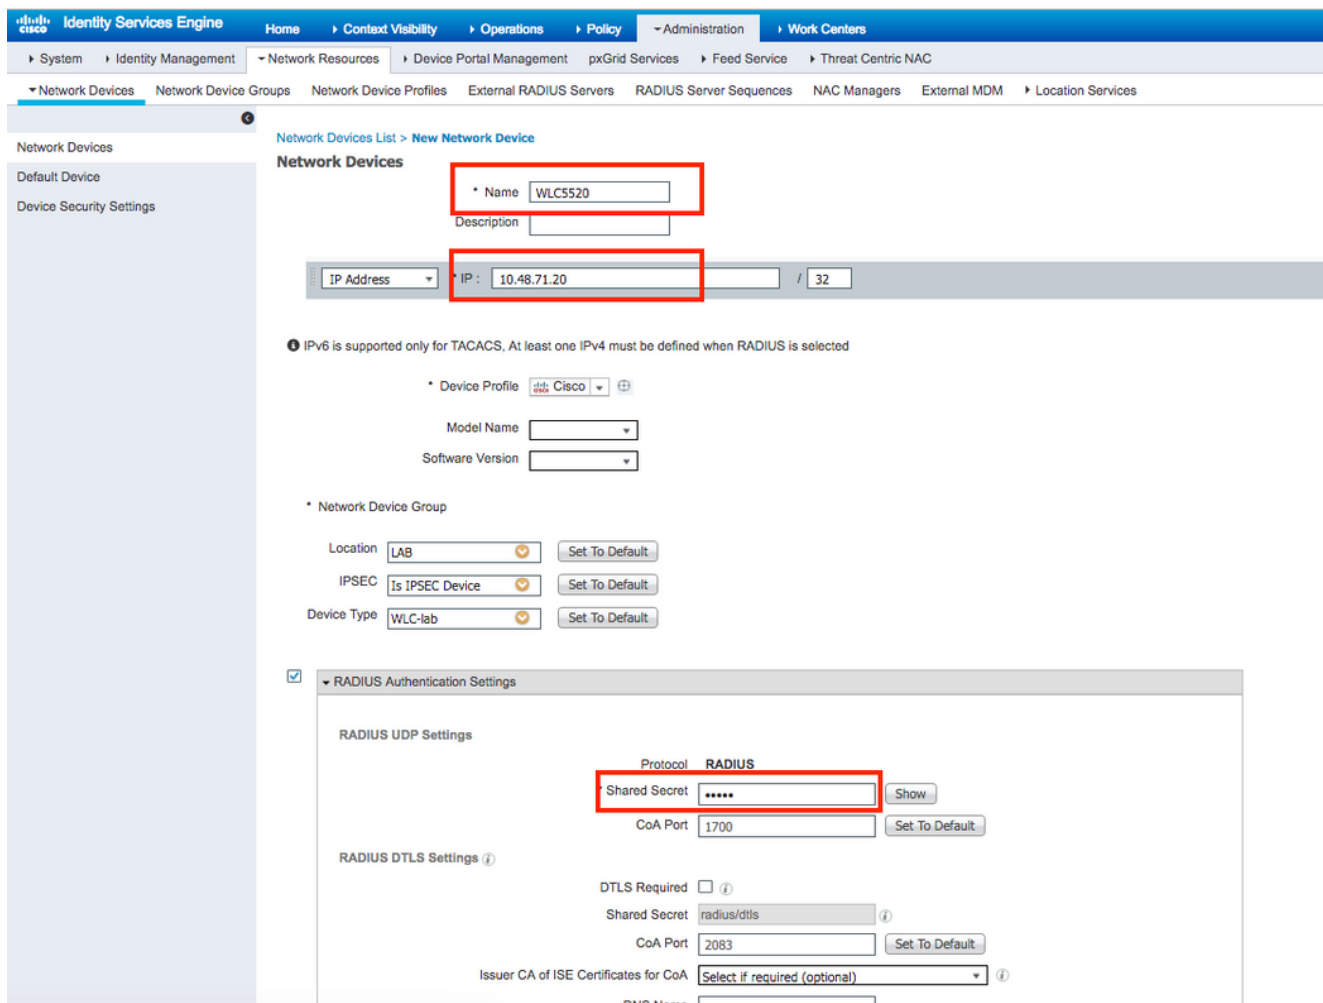 cisco Identity Services Engine Home Context Visibility Operations Policy Administration Work Centers
System Identity Management Network Resources Device Portal Management pxGrid Services Feed Service Threat Centric NAC
Network Devices Network Device Groups Network Device Profiles External RADIUS Servers RADIUS Server Sequences NAC Managers External MDM Location Services
Network Devices
Default Device
Device Security Settings
Network Devices List > New Network Device
Network Devices
* Name WLC5520
Description
IP Address * IP : 10.48.71.20 / 32
IPv6 is supported only for TACACS, At least one IPv4 must be defined when RADIUS is selected
* Device Profile Cisco
Model Name
Software Version
* Network Device Group
Location LAB Set To Default
IPSEC Is IPSEC Device Set To Default
Device Type WLC-lab Set To Default
RADIUS Authentication Settings
RADIUS UDP Settings
Protocol RADIUS
* Shared Secret ••••• Show
CoA Port 1700 Set To Default
RADIUS DTLS Settings
DTLS Required
Shared Secret radius/dtls
CoA Port 2083 Set To Default
Issuer CA of ISE Certificates for CoA Select if required (optional)
DNS Name